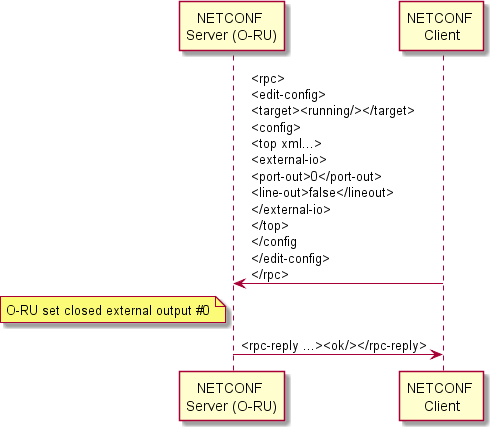 NETCONF
Server (O-RU)
NETCONF
Client
<rpc>
<edit-config>
<target><running/></target>
<config>
<top xml...>
<external-io>
<port-out>0</port-out>
<line-out>false</lineout>
</external-io>
</top>
</config
</edit-config>
</rpc>
O-RU set closed external output #0
<rpc-reply ...><ok/></rpc-reply>
NETCONF
Server (O-RU)
NETCONF
Client